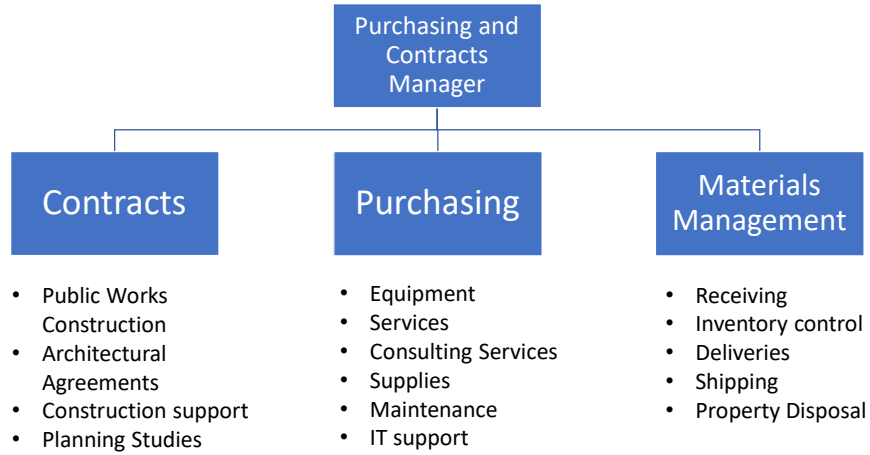 Purchasing and
Contracts
Manager
Contracts
Purchasing
Materials
Management
• Public Works
Construction
• Architectural
Agreements
• Construction support
• Planning Studies
• Equipment
• Services
• Consulting Services
• Supplies
• Maintenance
• IT support
• Receiving
• Inventory control
• Deliveries
• Shipping
• Property Disposal